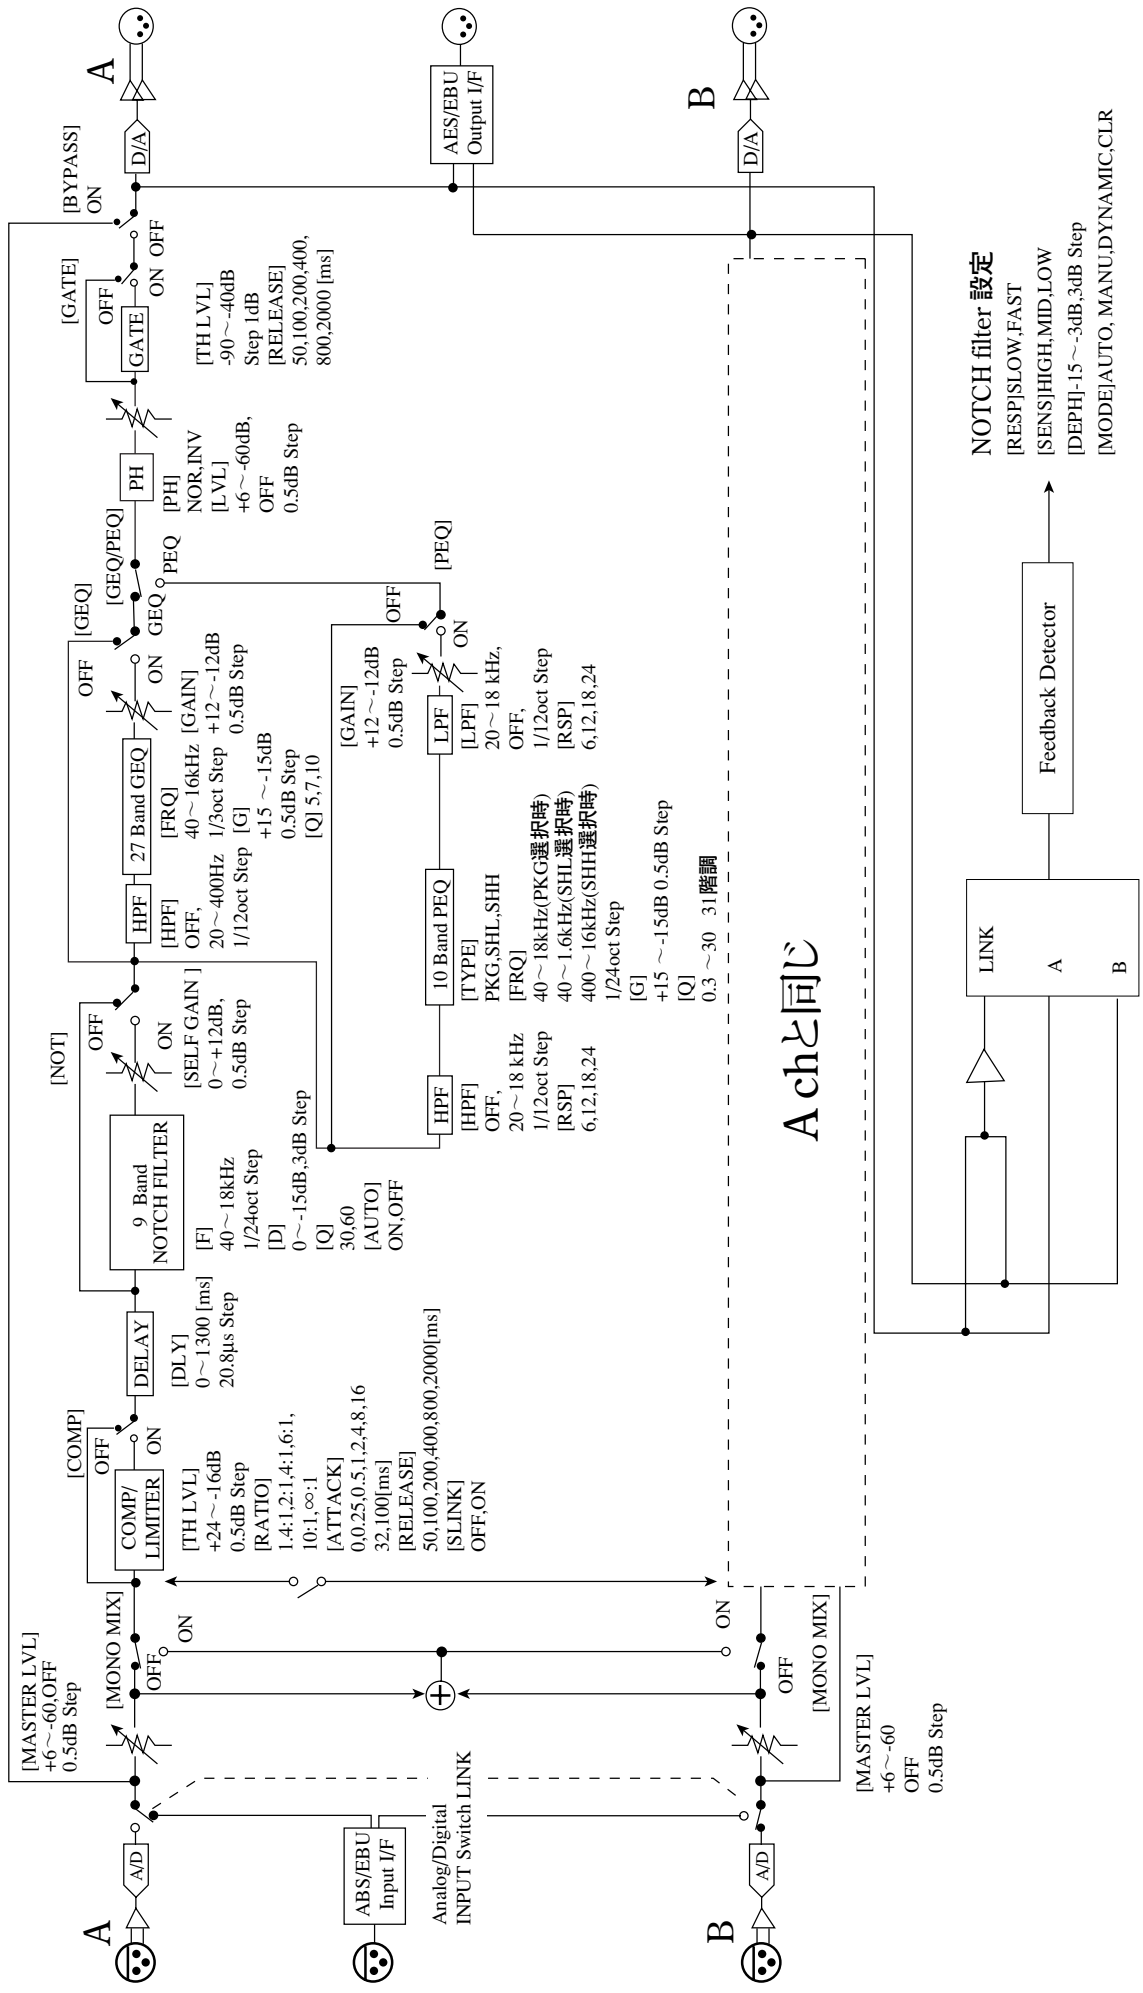 A
A/D
[MASTER LVL]
+6～-60,OFF
0.5dB Step
[MONO MIX]
OFF
ON
COMP/
LIMITER
[COMP]
OFF
ON
[TH LVL]
+24～-16dB
0.5dB Step
[RATIO]
1.4:1,2:1,4:1,6:1,
10:1,∞:1
[ATTACK]
0,0.25,0.5,1,2,4,8,16
32,100[ms]
[RELEASE]
50,100,200,400,800,2000[ms]
[SLINK]
OFF,ON
DELAY
[DLY]
0～1300 [ms]
20.8μs Step
9 Band
NOTCH FILTER
[F]
40～18kHz
1/24oct Step
[D]
0～-15dB,3dB Step
[Q]
30,60
[AUTO]
ON,OFF
[NOT]
OFF
ON
[SELF GAIN ]
0～+12dB,
0.5dB Step
HPF
[HPF]
OFF,
20～400Hz
1/12oct Step
27 Band GEQ
[FRQ]
40～16kHz
1/3oct Step
[G]
+15 ～-15dB
0.5dB Step
[Q] 5,7,10
[GAIN]
+12～-12dB
0.5dB Step
[GEQ]
OFF
ON
[GEQ/PEQ]
GEQ
PEQ
PH
[PH]
NOR,INV
[LVL]
+6～-60dB,
OFF
0.5dB Step
GATE
[GATE]
OFF
ON
[TH LVL]
-90～-40dB
Step 1dB
[RELEASE]
50,100,200,400,
800,2000 [ms]
[BYPASS]
ON
OFF
D/A
A
HPF
[HPF]
OFF,
20～18 kHz
1/12oct Step
[RSP]
6,12,18,24
10 Band PEQ
[TYPE]
PKG,SHL,SHH
[FRQ]
40～18kHz(PKG選択時)
40～1.6kHz(SHL選択時)
400～16kHz(SHH選択時)
1/24oct Step
[G]
+15 ～-15dB 0.5dB Step
[Q]
0.3 ～30 31階調
LPF
[LPF]
20～18 kHz,
OFF,
1/12oct Step
[RSP]
6,12,18,24
[GAIN]
+12～-12dB
0.5dB Step
OFF
ON
[PEQ]
AES/EBU
Output I/F
ABS/EBU
Input I/F
Analog/Digital
INPUT Switch LINK
B
A/D
ON
OFF
[MONO MIX]
[MASTER LVL]
+6～-60
OFF
0.5dB Step
A chと同じ
D/A
B
LINK
A
B
Feedback Detector
NOTCH filter 設定
[RESP]SLOW,FAST
[SENS]HIGH,MID,LOW
[DEPH]-15～-3dB,3dB Step
[MODE]AUTO, MANU,DYNAMIC,CLR